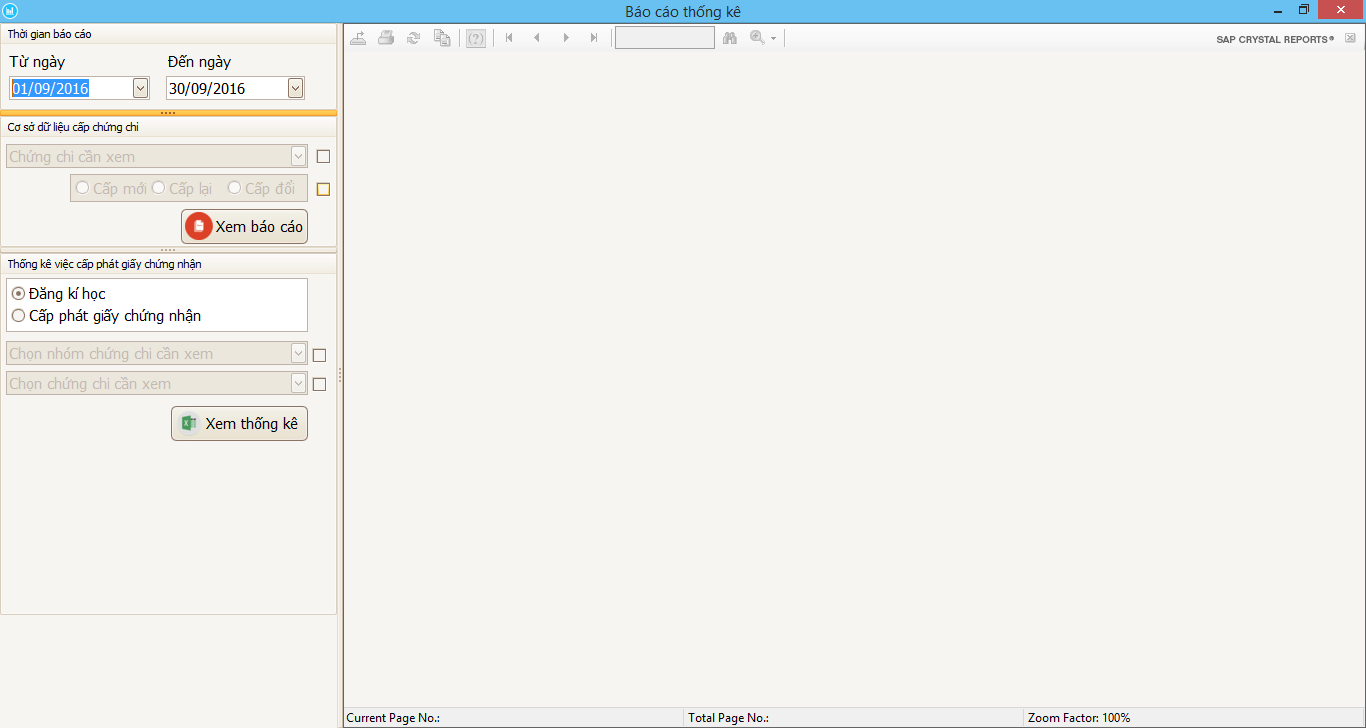 Báo cáo thống kê
Thời gian báo cáo
Từ ngày
Đến ngày
01/09/2016
30/09/2016
Cơ sở dữ liệu cấp chứng chỉ
Chứng chỉ cần xem
Cấp mới Cấp lại Cấp đổi
Xem báo cáo
Thống kê việc cấp phát giấy chứng nhận
Đăng kí học
Cấp phát giấy chứng nhận
Chọn nhóm chứng chỉ cần xem
Chọn chứng chỉ cần xem
Xem thống kê
SAP CRYSTAL REPORTS®
Current Page No.:
Total Page No.:
Zoom Factor: 100%